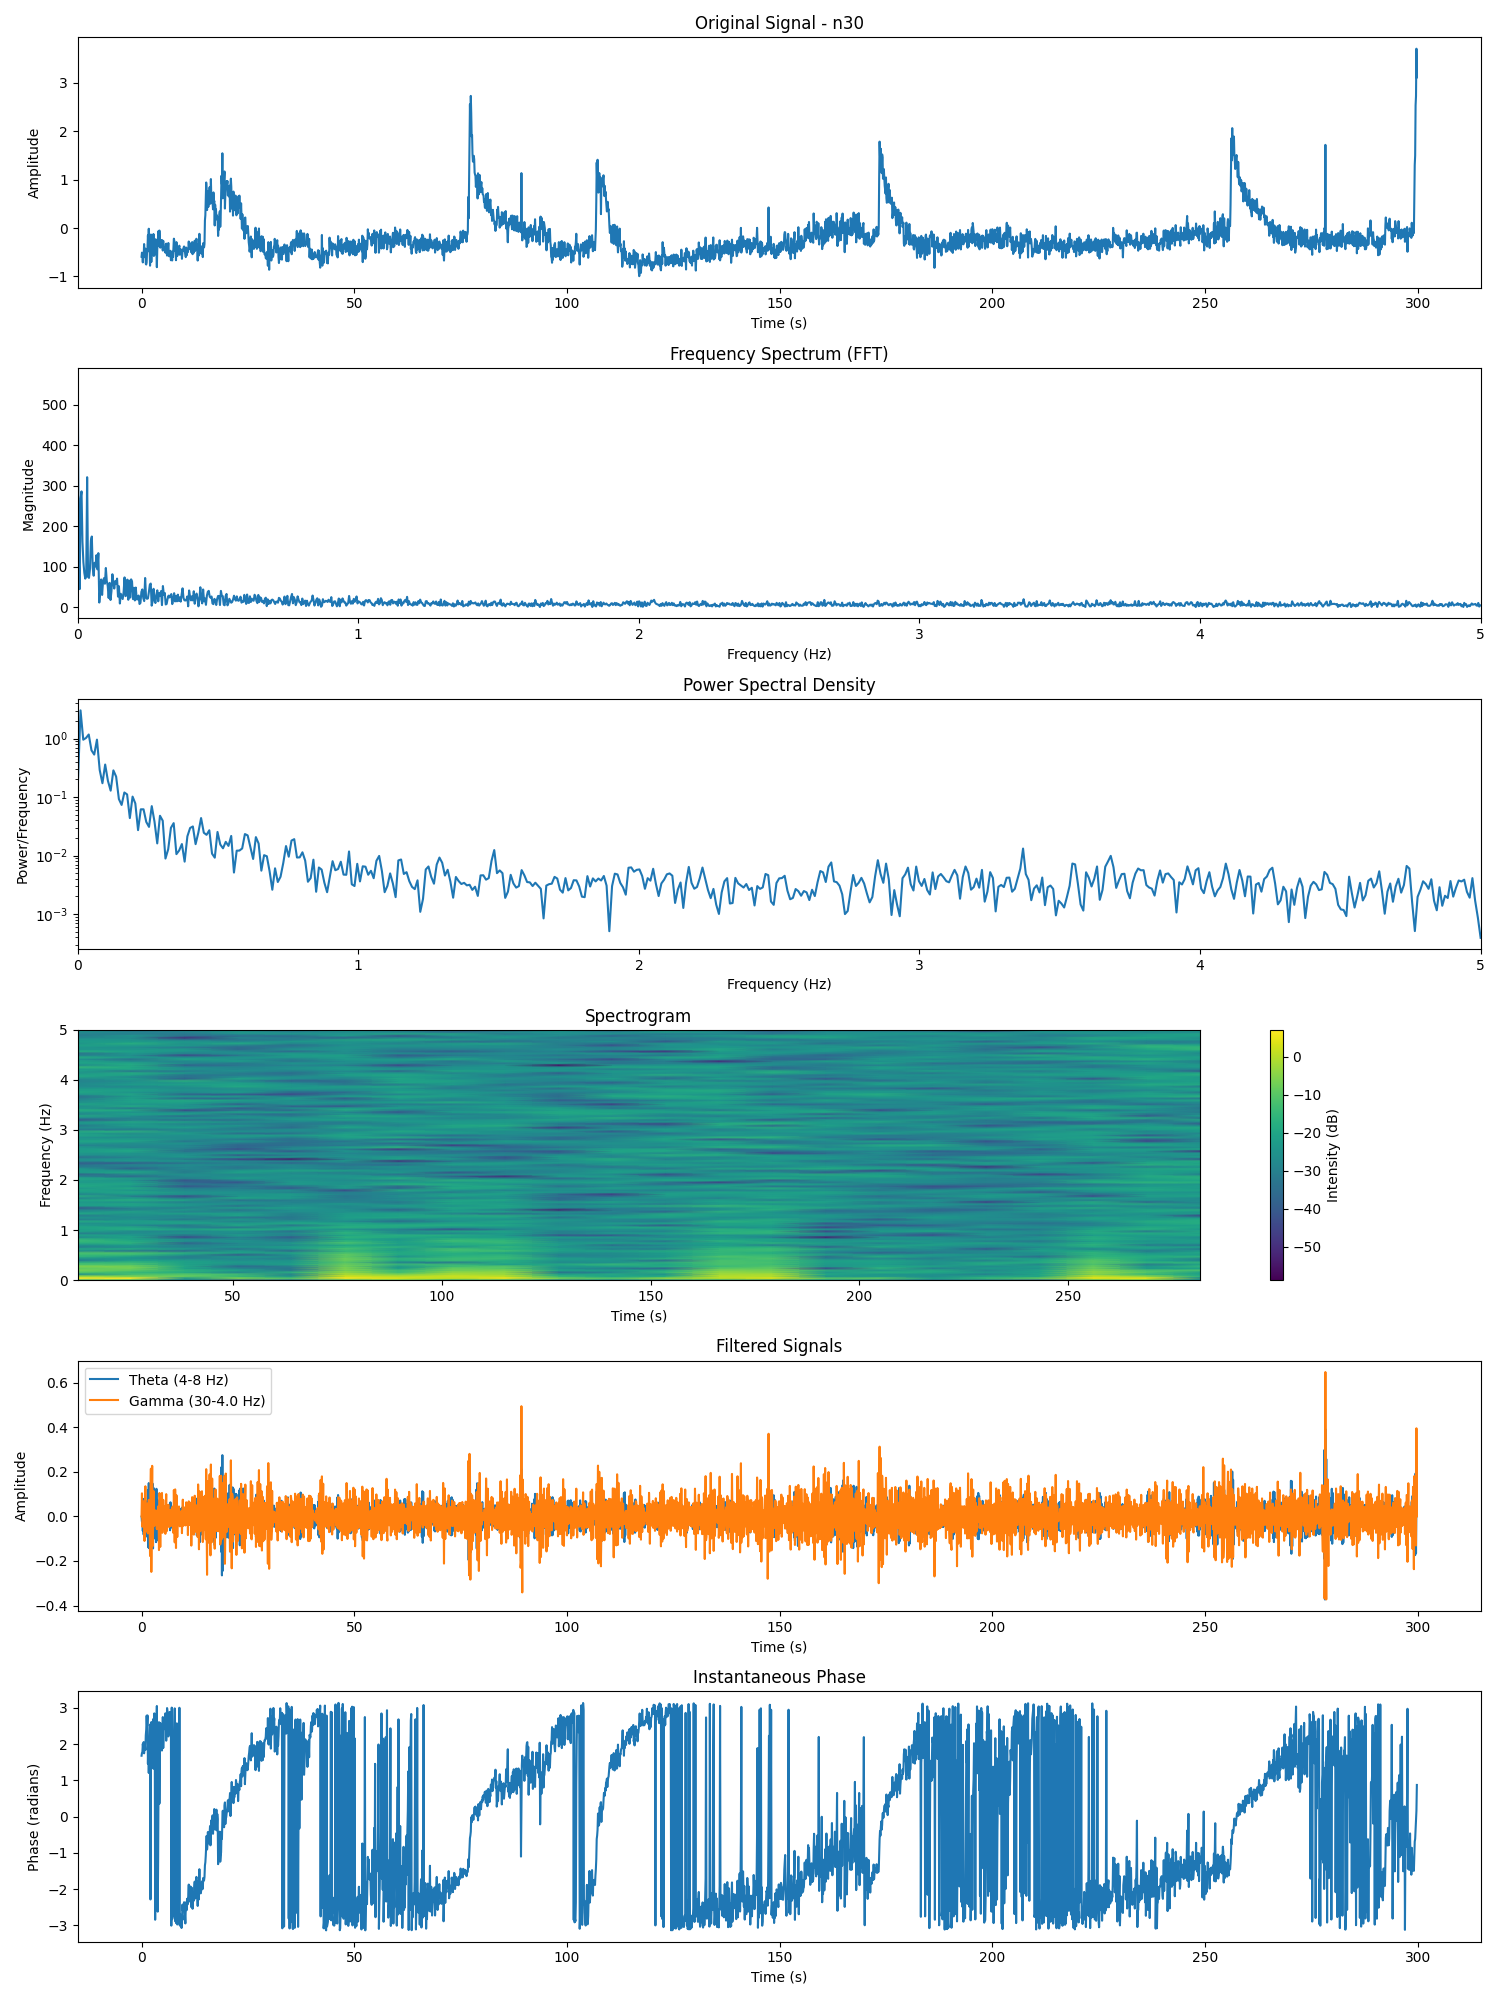 Original Signal - n30
3
2
1
0
−1
Amplitude
0 50 100 150 200 250 300
Time (s)
Frequency Spectrum (FFT)
500
400
300
200
100
0
Magnitude
0 1 2 3 4 5
Frequency (Hz)
Power Spectral Density
10⁰
10⁻¹
10⁻²
10⁻³
Power/Frequency
0 1 2 3 4 5
Frequency (Hz)
Spectrogram
5
4
3
2
1
0
Frequency (Hz)
50 100 150 200 250
Time (s)
0
−10
−20
−30
−40
−50
Intensity (dB)
Filtered Signals
Theta (4-8 Hz)
Gamma (30-4.0 Hz)
0.6
0.4
0.2
0.0
−0.2
−0.4
Amplitude
0 50 100 150 200 250 300
Time (s)
Instantaneous Phase
3
2
1
0
−1
−2
−3
Phase (radians)
0 50 100 150 200 250 300
Time (s)